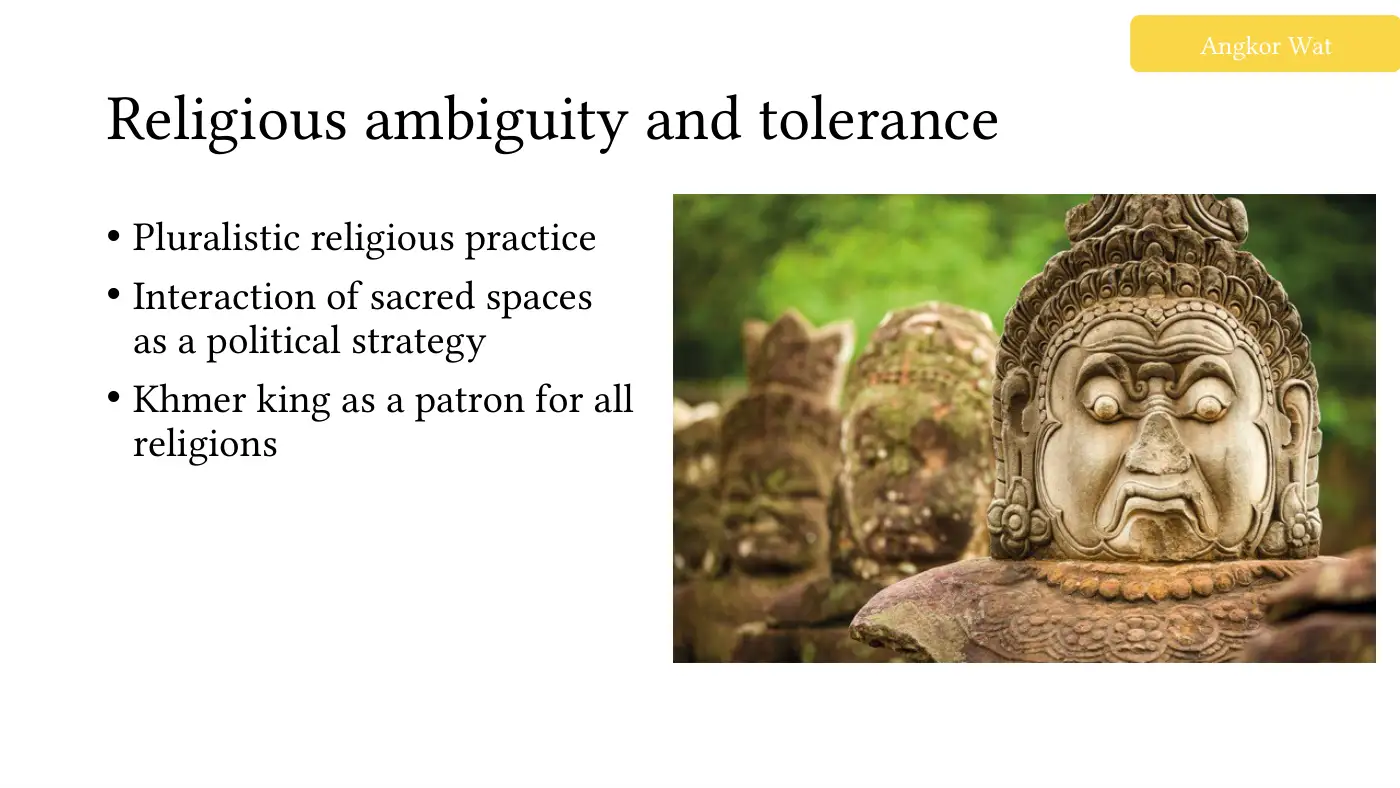 Angkor Wat
Religious ambiguity and tolerance
• Pluralistic religious practice
• Interaction of sacred spaces
as a political strategy
• Khmer king as a patron for all
religions